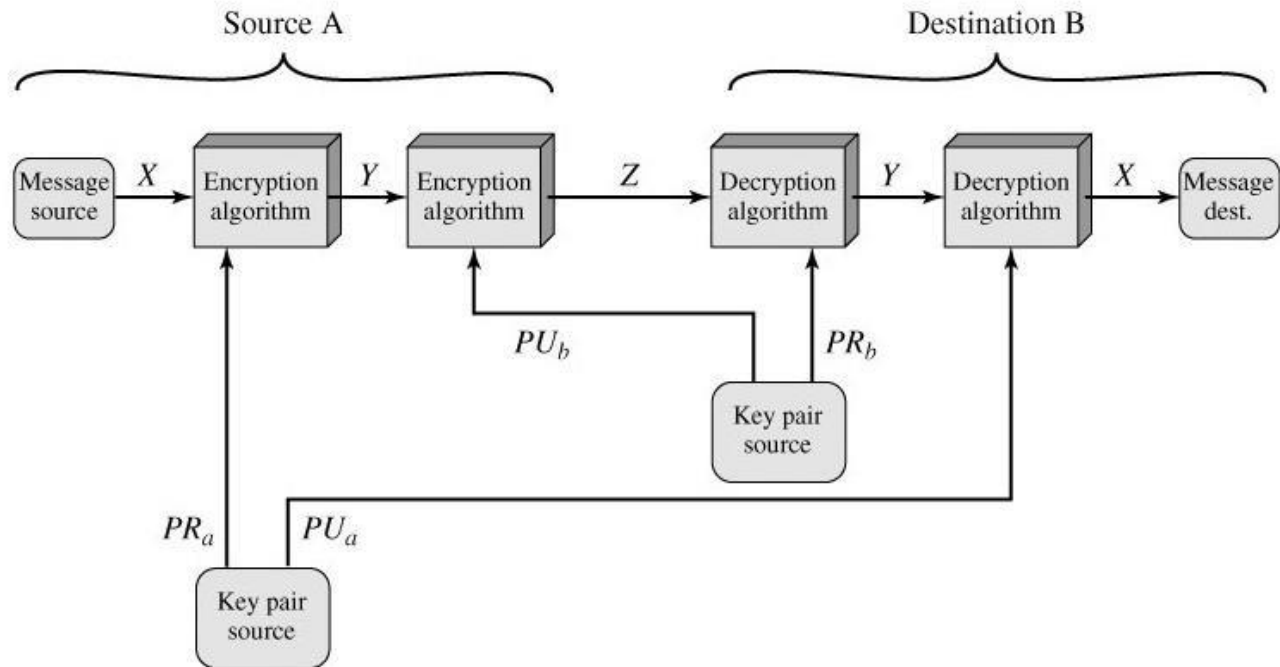 Source A
Destination B
Message
source
X
Encryption
algorithm
Y
Encryption
algorithm
Z
Decryption
algorithm
Y
Decryption
algorithm
X
Message
dest.
PU_b
PR_b
Key pair
source
PR_a
PU_a
Key pair
source